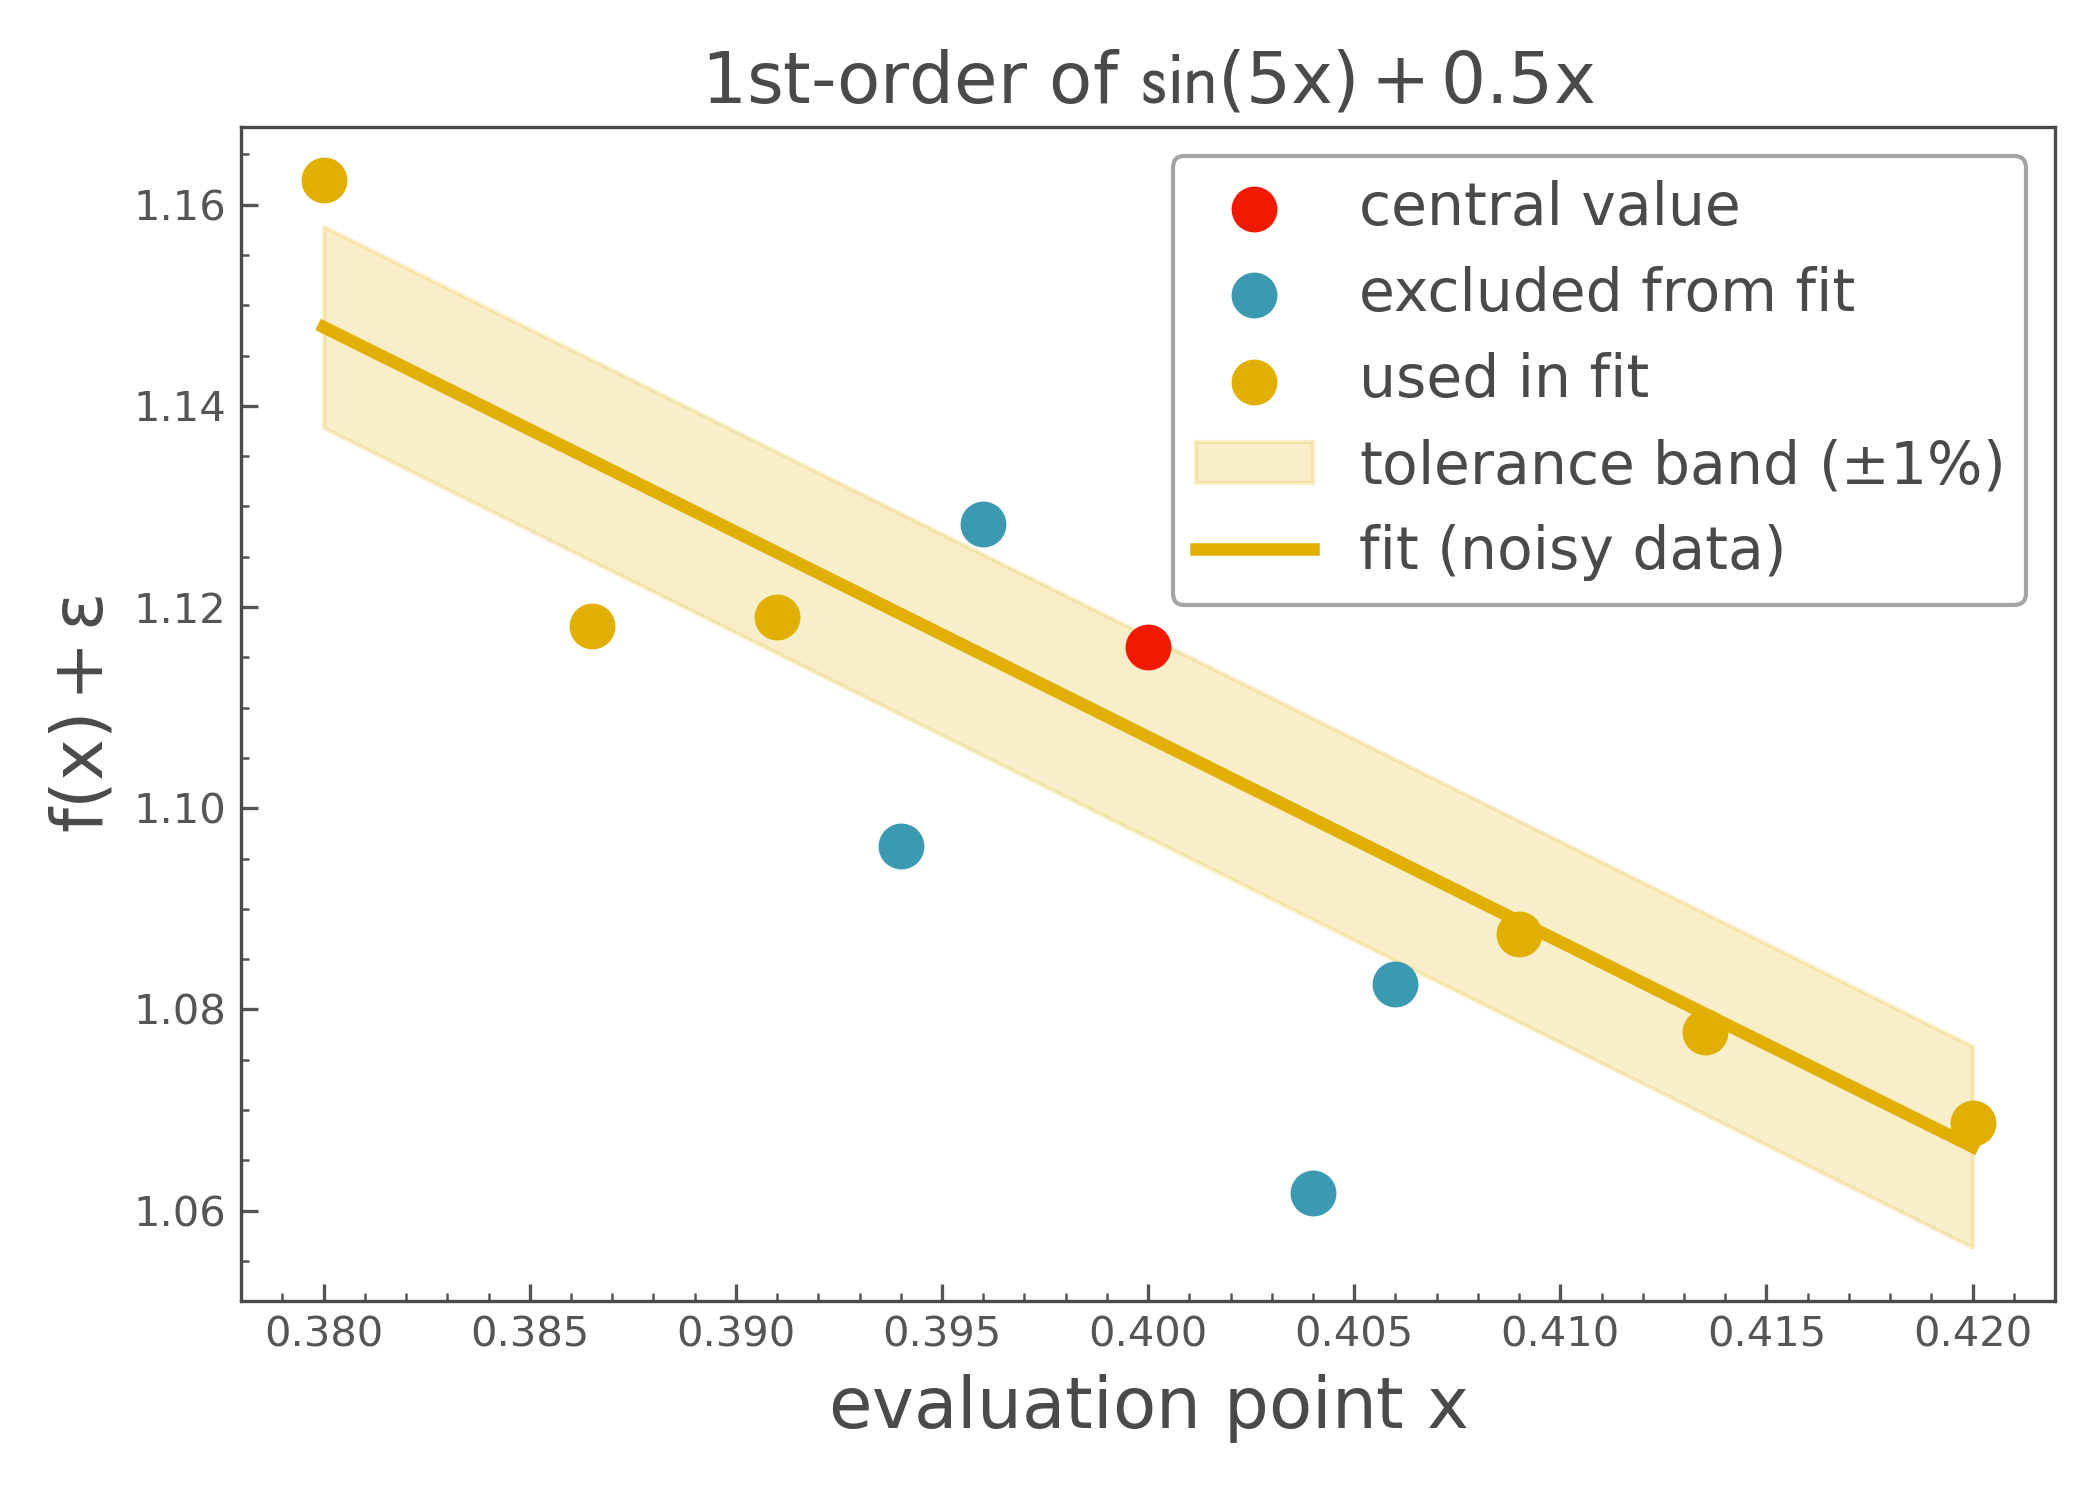 1st-order of sin(5x) + 0.5x
central value
excluded from fit
used in fit
tolerance band (±1%)
fit (noisy data)
f(x) + ε
1.16
1.14
1.12
1.10
1.08
1.06
0.380 0.385 0.390 0.395 0.400 0.405 0.410 0.415 0.420
evaluation point x